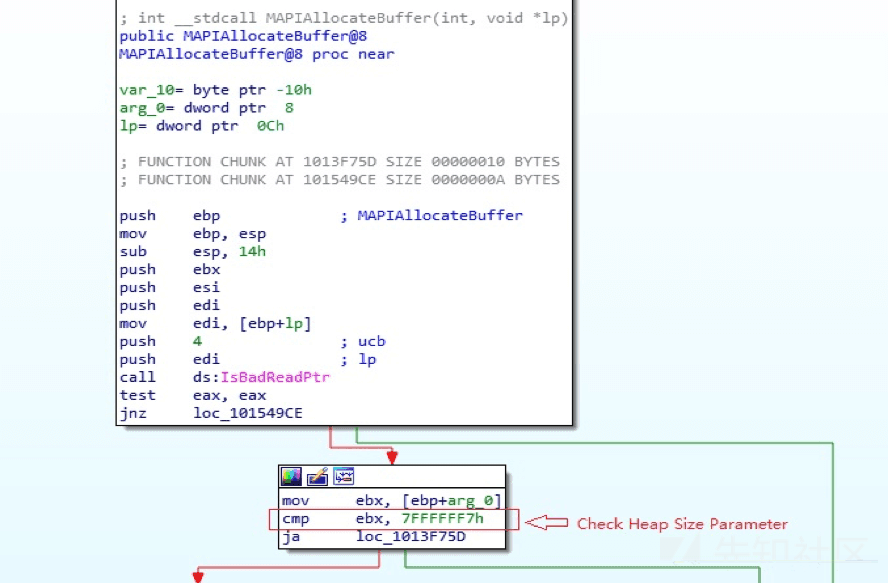 ; int __stdcall MAPIAllocateBuffer(int, void *lp)
public MAPIAllocateBuffer@8
MAPIAllocateBuffer@8 proc near
var_10= byte ptr -10h
arg_0= dword ptr  8
lp= dword ptr  0Ch
; FUNCTION CHUNK AT 1013F75D SIZE 00000010 BYTES
; FUNCTION CHUNK AT 101549CE SIZE 0000000A BYTES
push    ebp             ; MAPIAllocateBuffer
mov     ebp, esp
sub     esp, 14h
push    ebx
push    esi
push    edi
mov     edi, [ebp+lp]
push    4               ; ucb
push    edi             ; lp
call    ds:IsBadReadPtr
test    eax, eax
jnz     loc_101549CE
mov     ebx, [ebp+arg_0]
cmp     ebx, 7FFFFFF7h
Check Heap Size Parameter
ja      loc_1013F75D